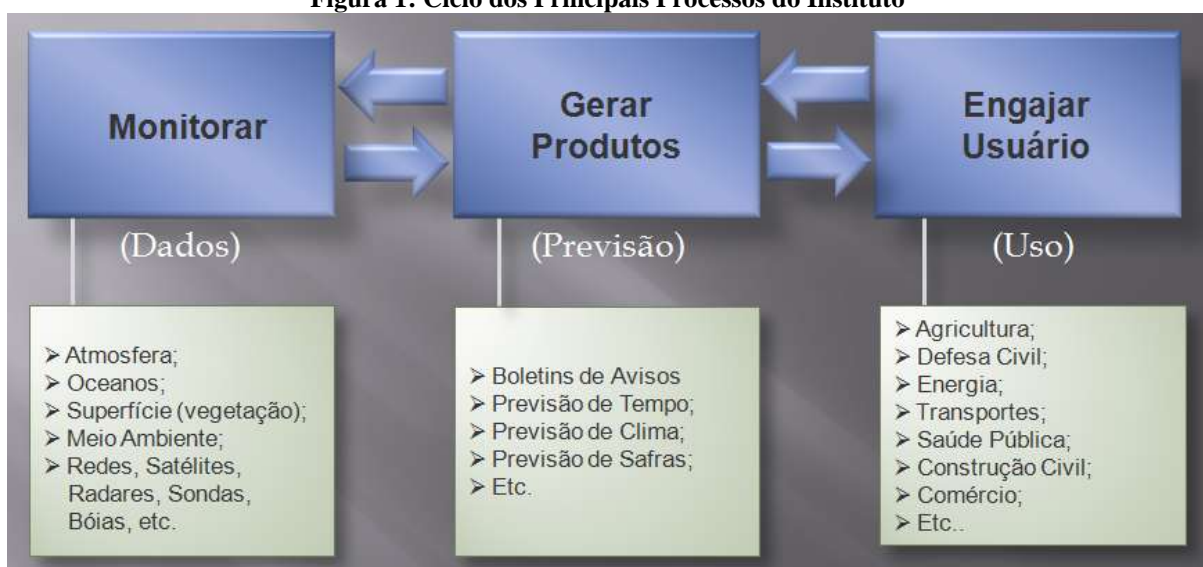 Figura 1: Ciclo dos Principais Processos do Instituto
Monitorar
Gerar
Produtos
Engajar
Usuário
(Dados)
(Previsão)
(Uso)
➢ Atmosfera;
➢ Oceanos;
➢ Superfície (vegetação);
➢ Meio Ambiente;
➢ Redes, Satélites,
Radares, Sondas,
Bóias, etc.
➢ Boletins de Avisos
➢ Previsão de Tempo;
➢ Previsão de Clima;
➢ Previsão de Safras;
➢ Etc.
➢ Agricultura;
➢ Defesa Civil;
➢ Energia;
➢ Transportes;
➢ Saúde Pública;
➢ Construção Civil;
➢ Comércio;
➢ Etc..